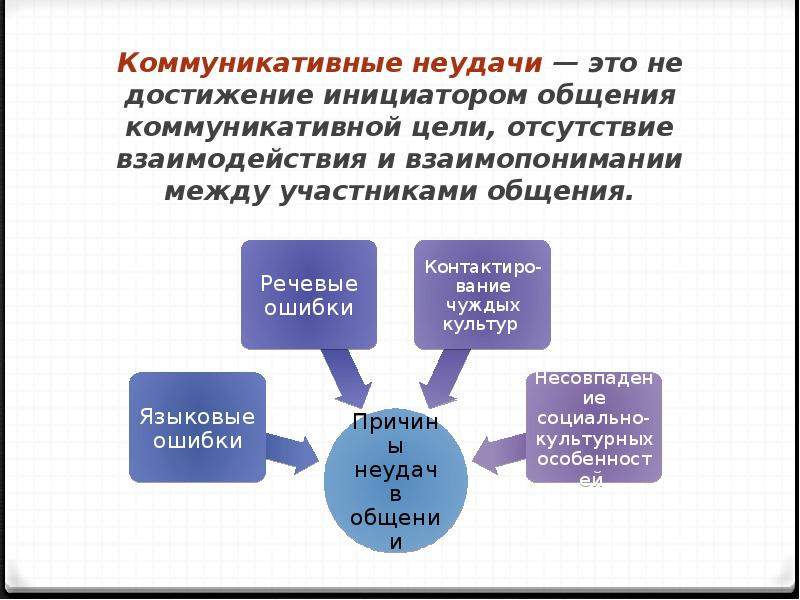 Коммуникативные неудачи — это не
достижение инициатором общения
коммуникативной цели, отсутствие
взаимодействия и взаимопонимании
между участниками общения.
Речевые
ошибки
Контактиро-
вание
чуждых
культур
Языковые
ошибки
Несовпаден
ие
социально-
культурных
особенност
ей
Причин
ы
неудач
в
общени
и